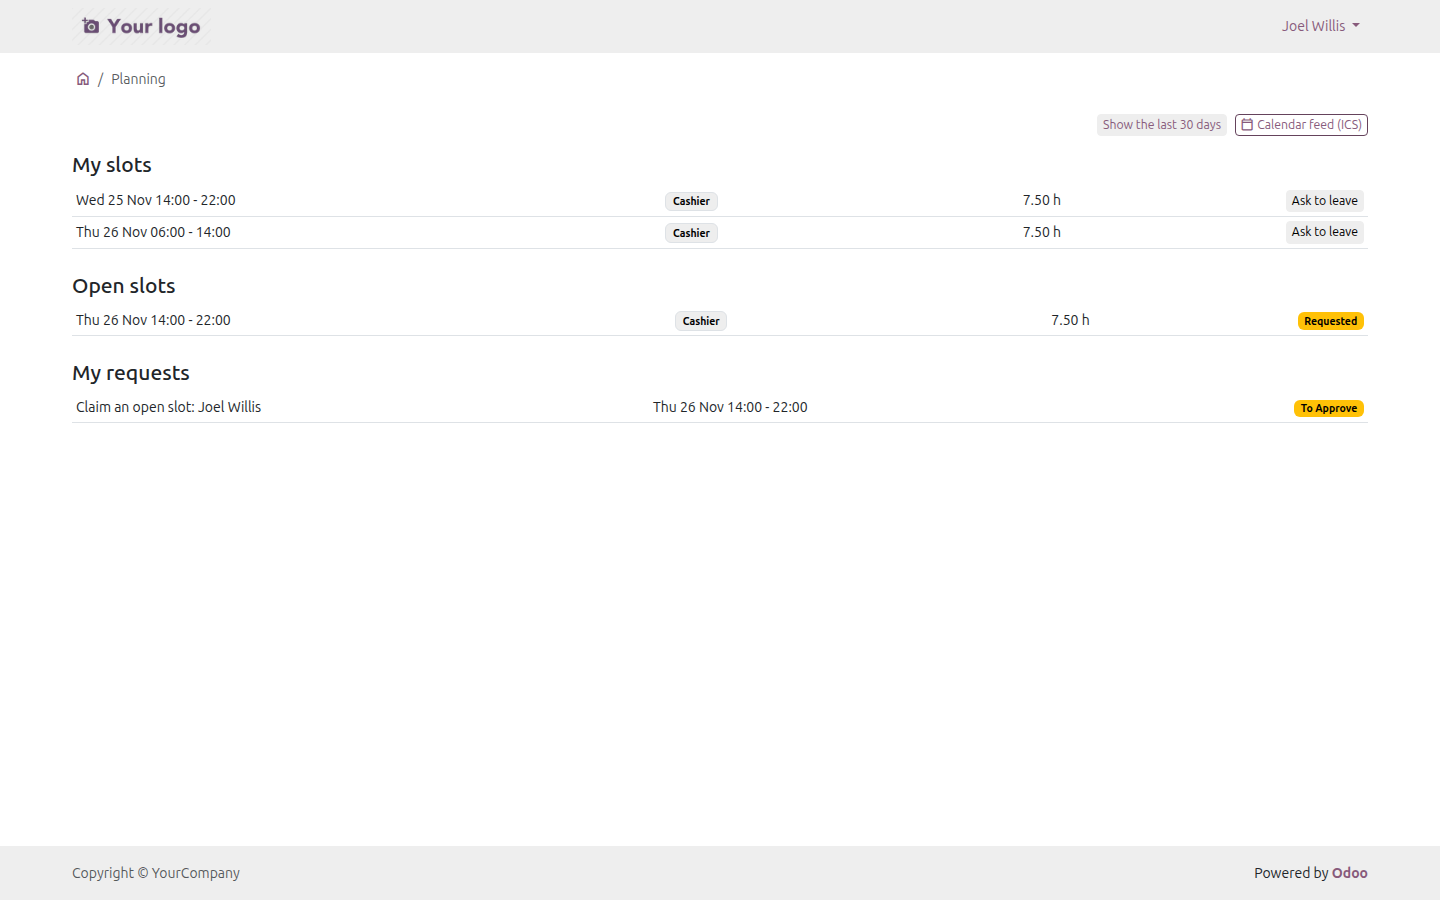 Your logo
Joel Willis
/ Planning
Show the last 30 days
Calendar feed (ICS)
My slots
Wed 25 Nov 14:00 - 22:00 Cashier 7.50 h Ask to leave
Thu 26 Nov 06:00 - 14:00 Cashier 7.50 h Ask to leave
Open slots
Thu 26 Nov 14:00 - 22:00 Cashier 7.50 h Requested
My requests
Claim an open slot: Joel Willis Thu 26 Nov 14:00 - 22:00 To Approve
Copyright © YourCompany
Powered by Odoo